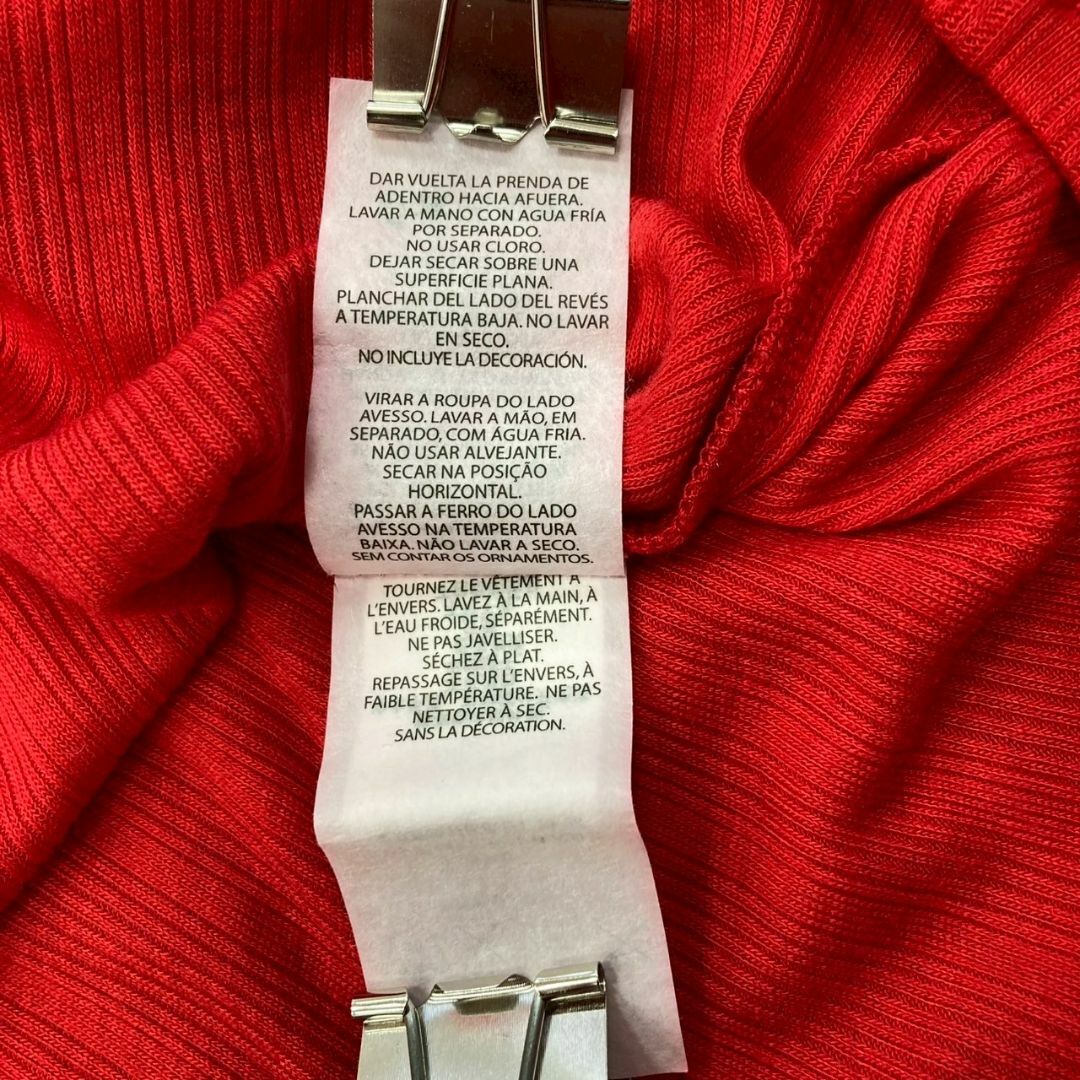 DAR VUELTA LA PRENDA DE
ADENTRO HACIA AFUERA.
LAVAR A MANO CON AGUA FRÍA
POR SEPARADO.
NO USAR CLORO.
DEJAR SECAR SOBRE UNA
SUPERFICIE PLANA.
PLANCHAR DEL LADO DEL REVÉS
A TEMPERATURA BAJA. NO LAVAR
EN SECO.
NO INCLUYE LA DECORACIÓN.
VIRAR A ROUPA DO LADO
AVESSO. LAVAR A MÃO, EM
SEPARADO, COM ÁGUA FRIA.
NÃO USAR ALVEJANTE.
SECAR NA POSIÇÃO
HORIZONTAL.
PASSAR A FERRO DO LADO
AVESSO NA TEMPERATURA
BAIXA. NÃO LAVAR A SECO.
SEM CONTAR OS ORNAMENTOS.
TOURNEZ LE VÊTEMENT À
L'ENVERS. LAVEZ À LA MAIN, À
L'EAU FROIDE, SÉPARÉMENT.
NE PAS JAVELLISER.
SÉCHEZ À PLAT.
REPASSAGE SUR L'ENVERS, À
FAIBLE TEMPÉRATURE. NE PAS
NETTOYER À SEC.
SANS LA DÉCORATION.